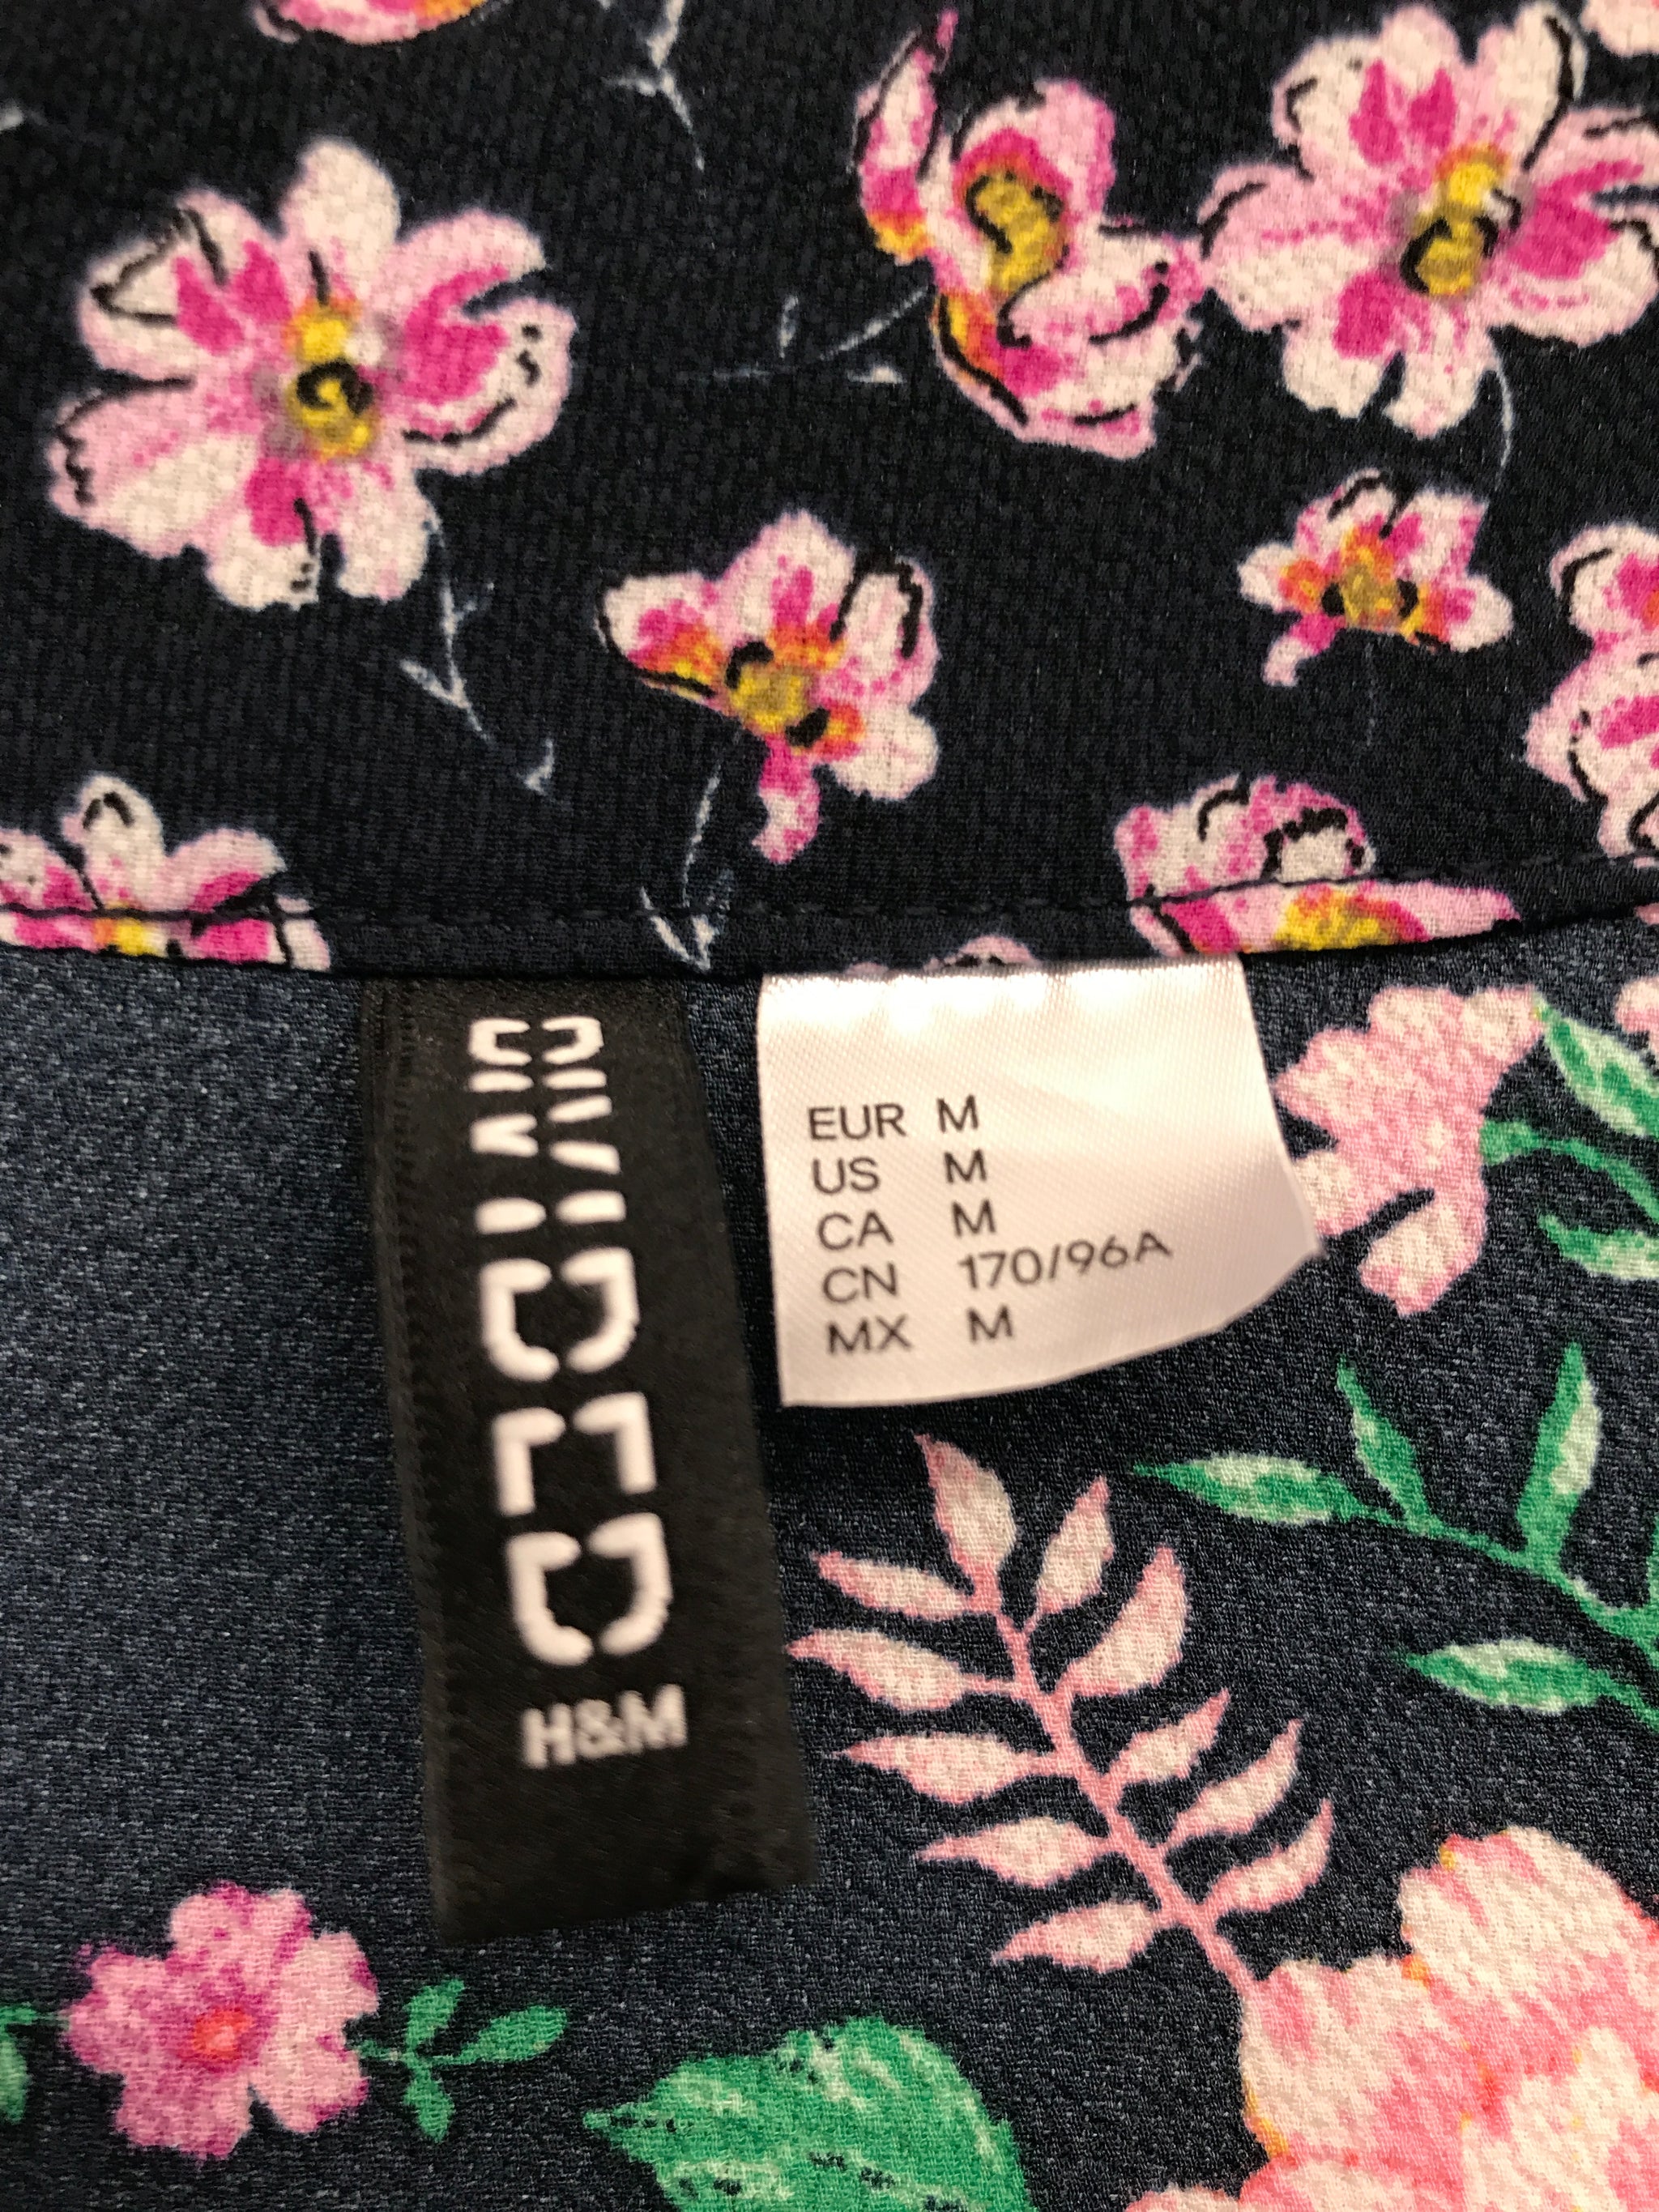 DIVIDED
H&M
EUR M
US M
CA M
CN 170/96A
MX M